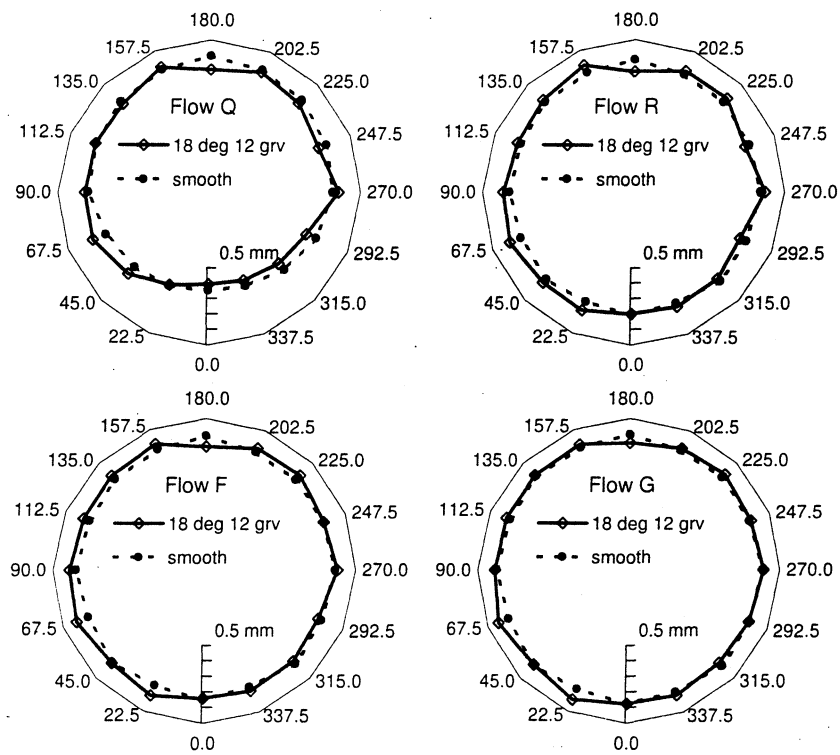 180.0
157.5 202.5
135.0 225.0
Flow Q
112.5 247.5
18 deg 12 grv
smooth
90.0 270.0
67.5 292.5
0.5 mm
45.0 315.0
22.5 337.5
0.0
180.0
157.5 202.5
135.0 225.0
Flow R
112.5 247.5
18 deg 12 grv
smooth
90.0 270.0
67.5 292.5
0.5 mm
45.0 315.0
22.5 337.5
0.0
180.0
157.5 202.5
135.0 225.0
Flow F
112.5 247.5
18 deg 12 grv
smooth
90.0 270.0
67.5 292.5
0.5 mm
45.0 315.0
22.5 337.5
0.0
180.0
157.5 202.5
135.0 225.0
Flow G
112.5 247.5
18 deg 12 grv
smooth
90.0 270.0
67.5 292.5
0.5 mm
45.0 315.0
22.5 337.5
0.0